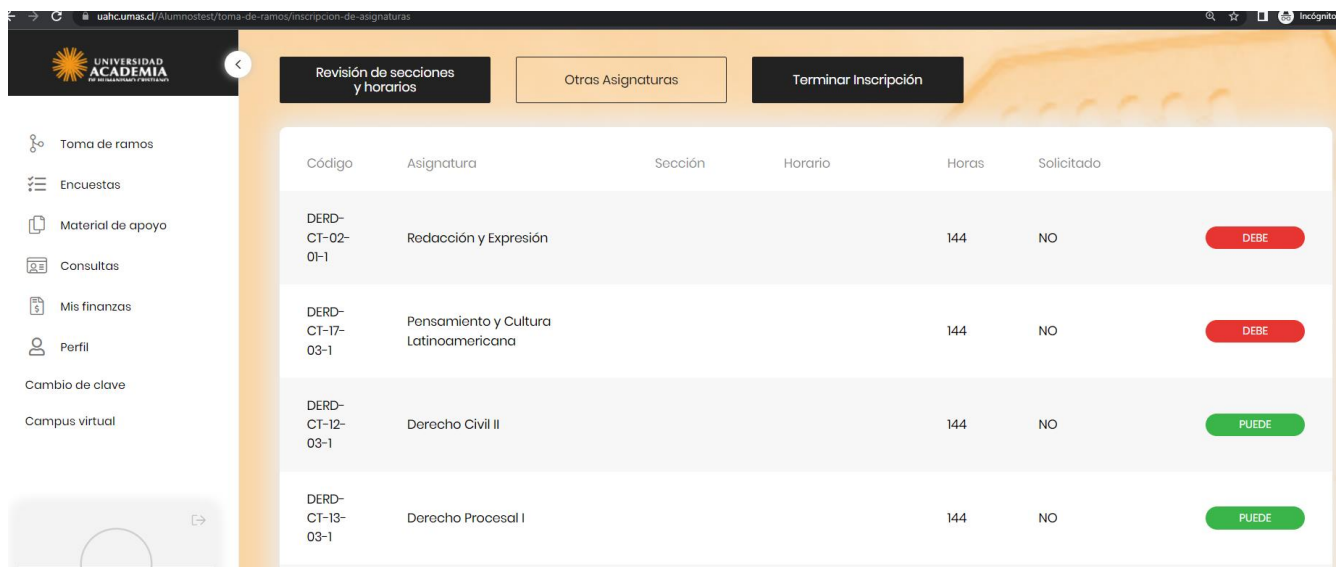 uahc.umas.cl/Alumnostest/toma-de-ramos/inscripcion-de-asignaturas
Incógnito
UNIVERSIDAD
ACADEMIA
DE HUMANISMO CRISTIANO
Toma de ramos
Encuestas
Material de apoyo
Consultas
Mis finanzas
Perfil
Cambio de clave
Campus virtual
Revisión de secciones
y horarios
Otras Asignaturas
Terminar Inscripción
Código Asignatura Sección Horario Horas Solicitado
DERD-
CT-02-
01-1
Redacción y Expresión 144 NO DEBE
DERD-
CT-17-
03-1
Pensamiento y Cultura
Latinoamericana
144 NO DEBE
DERD-
CT-12-
03-1
Derecho Civil II 144 NO PUEDE
DERD-
CT-13-
03-1
Derecho Procesal I 144 NO PUEDE